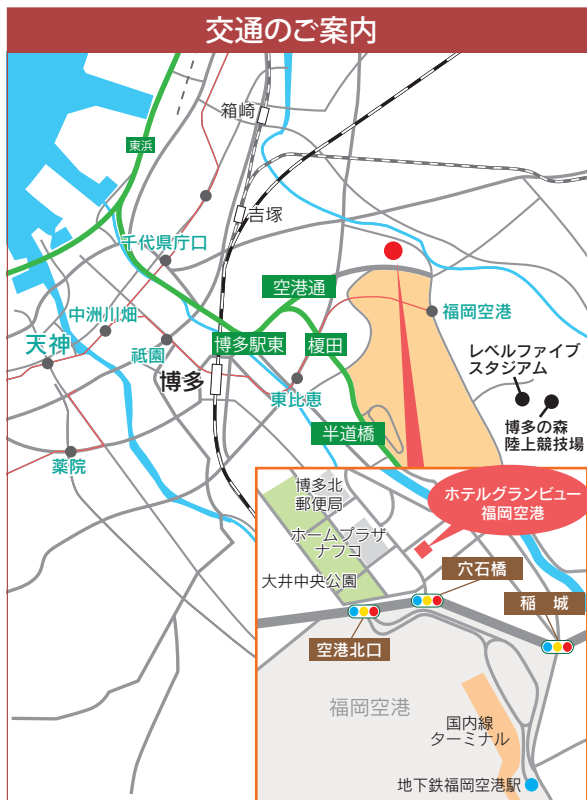 交通のご案内
箱崎
東浜
吉塚
千代県庁口
空港通
中洲川畑
福岡空港
天神
祇園
博多駅東
榎田
レベルファイブ
スタジアム
博多
東比恵
博多の森
陸上競技場
半道橋
薬院
博多北
郵便局
ホテルグランビュー
福岡空港
ホームプラザ
ナフコ
大井中央公園
穴石橋
稲 城
空港北口
福岡空港
国内線
ターミナル
地下鉄福岡空港駅